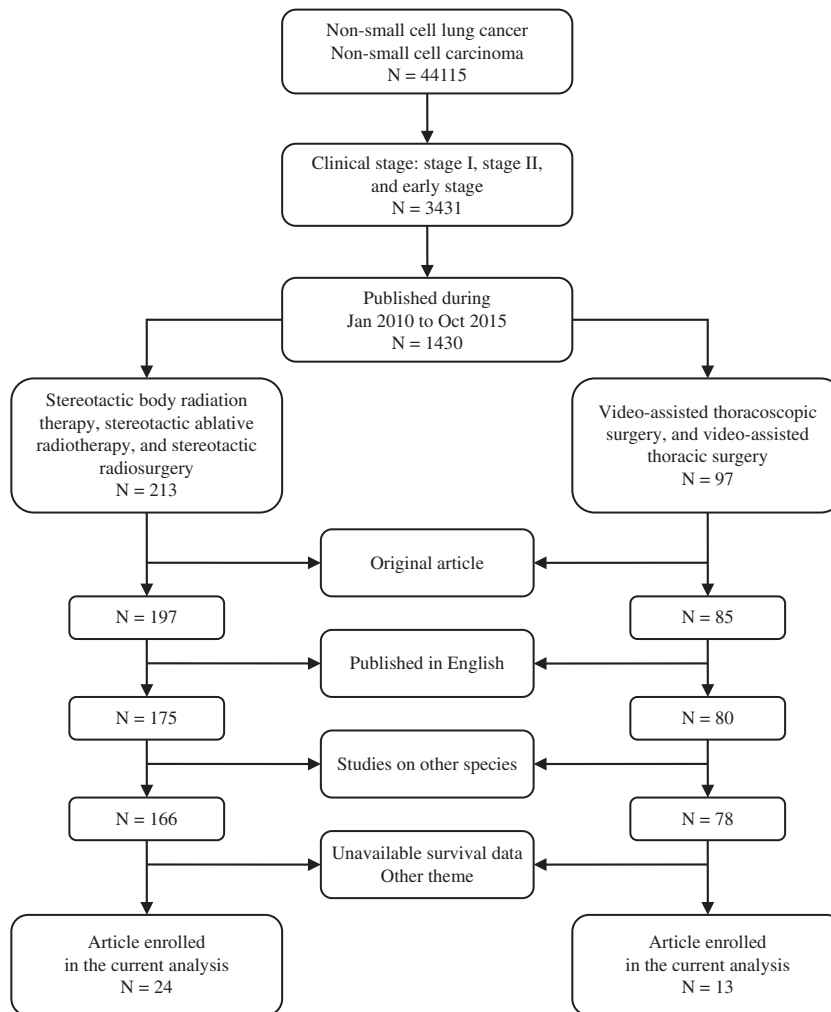 Non-small cell lung cancer
Non-small cell carcinoma
N = 44115
Clinical stage: stage I, stage II,
and early stage
N = 3431
Published during
Jan 2010 to Oct 2015
N = 1430
Stereotactic body radiation
therapy, stereotactic ablative
radiotherapy, and stereotactic
radiosurgery
N = 213
Video-assisted thoracoscopic
surgery, and video-assisted
thoracic surgery
N = 97
Original article
N = 197
N = 85
Published in English
N = 175
N = 80
Studies on other species
N = 166
N = 78
Unavailable survival data
Other theme
Article enrolled
in the current analysis
N = 24
Article enrolled
in the current analysis
N = 13